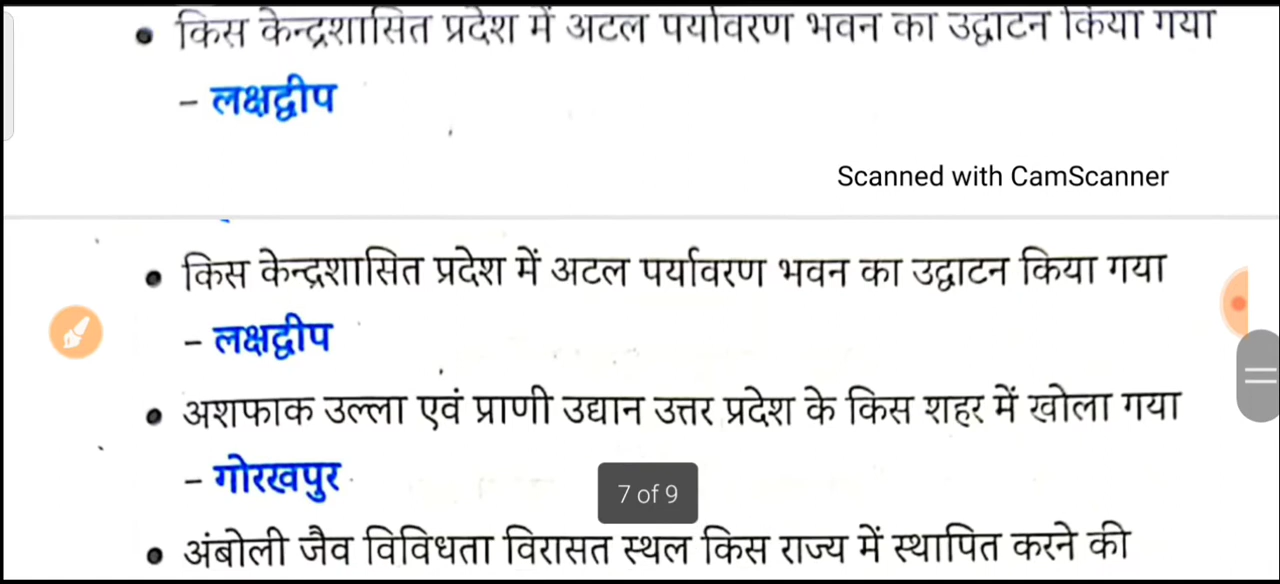 • किस केन्द्रशासित प्रदेश में अटल पर्यावरण भवन का उद्घाटन किया गया
– लक्षद्वीप
Scanned with CamScanner
• किस केन्द्रशासित प्रदेश में अटल पर्यावरण भवन का उद्घाटन किया गया
– लक्षद्वीप
• अशफाक उल्ला एवं प्राणी उद्यान उत्तर प्रदेश के किस शहर में खोला गया
– गोरखपुर
7 of 9
• अंबोली जैव विविधता विरासत स्थल किस राज्य में स्थापित करने की